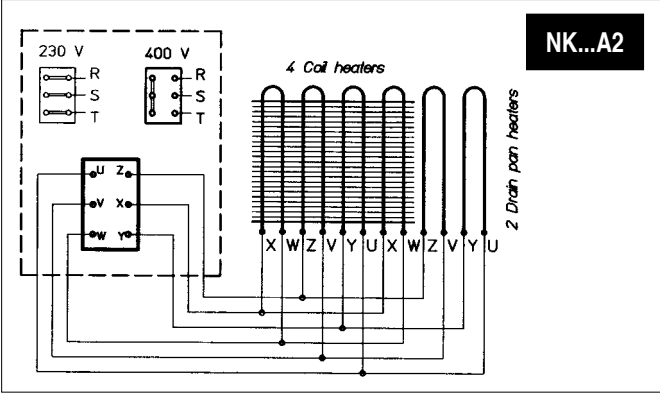 NK...A2
230 V 400 V
R R
S S
T T
4 Coil heaters
2 Drain pan heaters
U Z
V X
W Y
X W Z V Y U X W Z V Y U